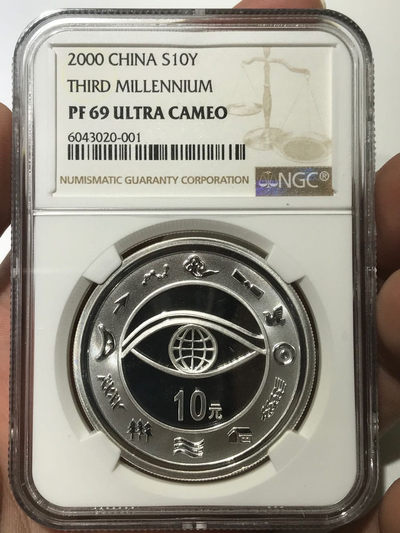 2000 CHINA S10Y
THIRD MILLENNIUM
PF 69 ULTRA CAMEO
6043020-001
NUMISMATIC GUARANTY CORPORATION NGC®
10元